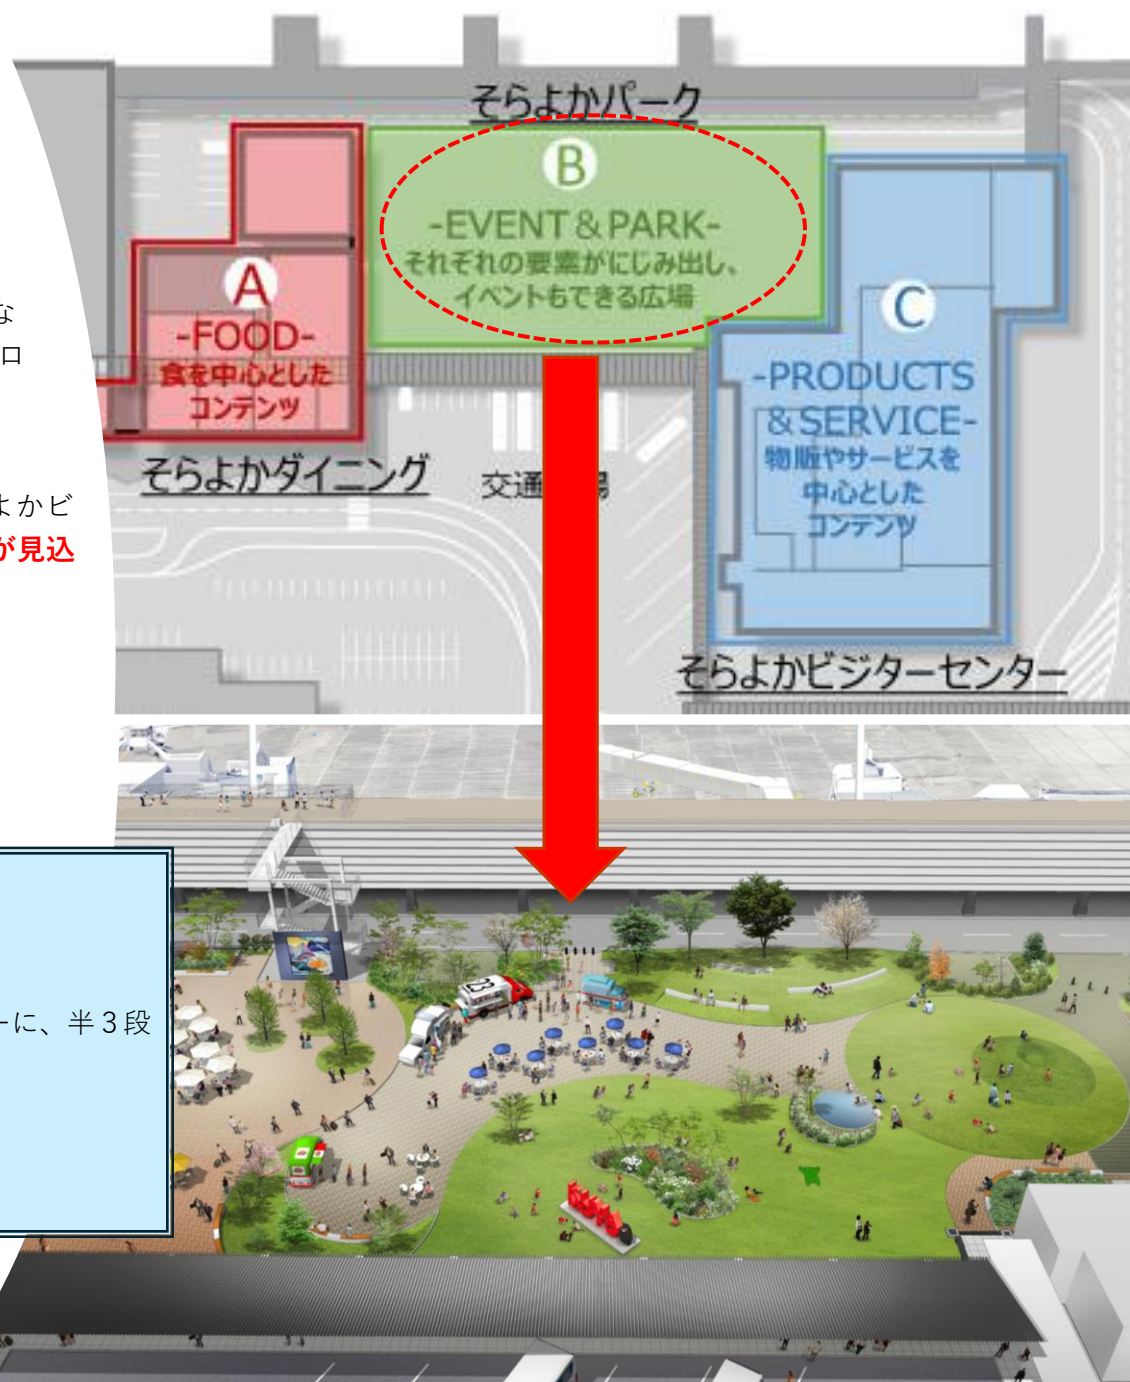 そらよかパーク
B
-EVENT＆PARK-
それぞれの要素がにじみ出し、
イベントもできる広場
A
-FOOD-
食を中心とした
コンテンツ
そらよかダイニング
交通
場
C
-PRODUCTS
＆SERVICE-
物販やサービスを
中心とした
コンテンツ
そらよかビジターセンター
な
ロ
よかビ
が見込
ーに、半３段